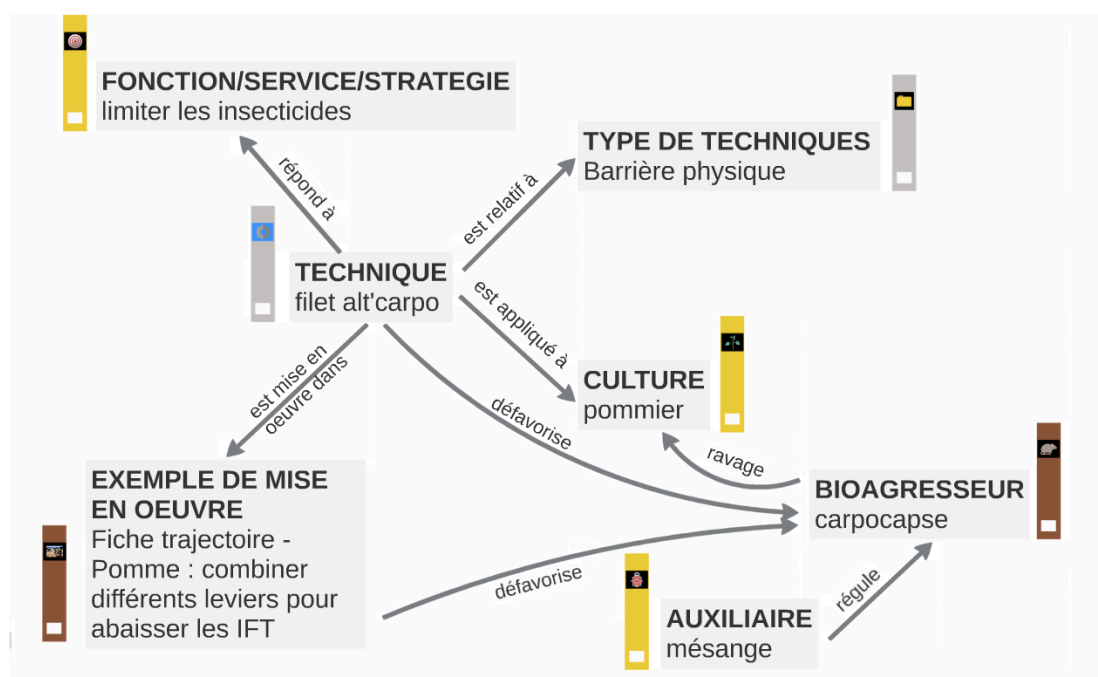 FONCTION/SERVICE/STRATEGIE
limiter les insecticides
TYPE DE TECHNIQUES
Barrière physique
répond à
est relatif à
TECHNIQUE
filet alt'carpo
est appliqué à
est mise en
oeuvre dans
CULTURE
pommier
défavorise
ravage
EXEMPLE DE MISE
EN OEUVRE
Fiche trajectoire -
Pomme : combiner
différents leviers pour
abaisser les IFT
BIOAGRESSEUR
carpocapse
défavorise
régule
AUXILIAIRE
mésange